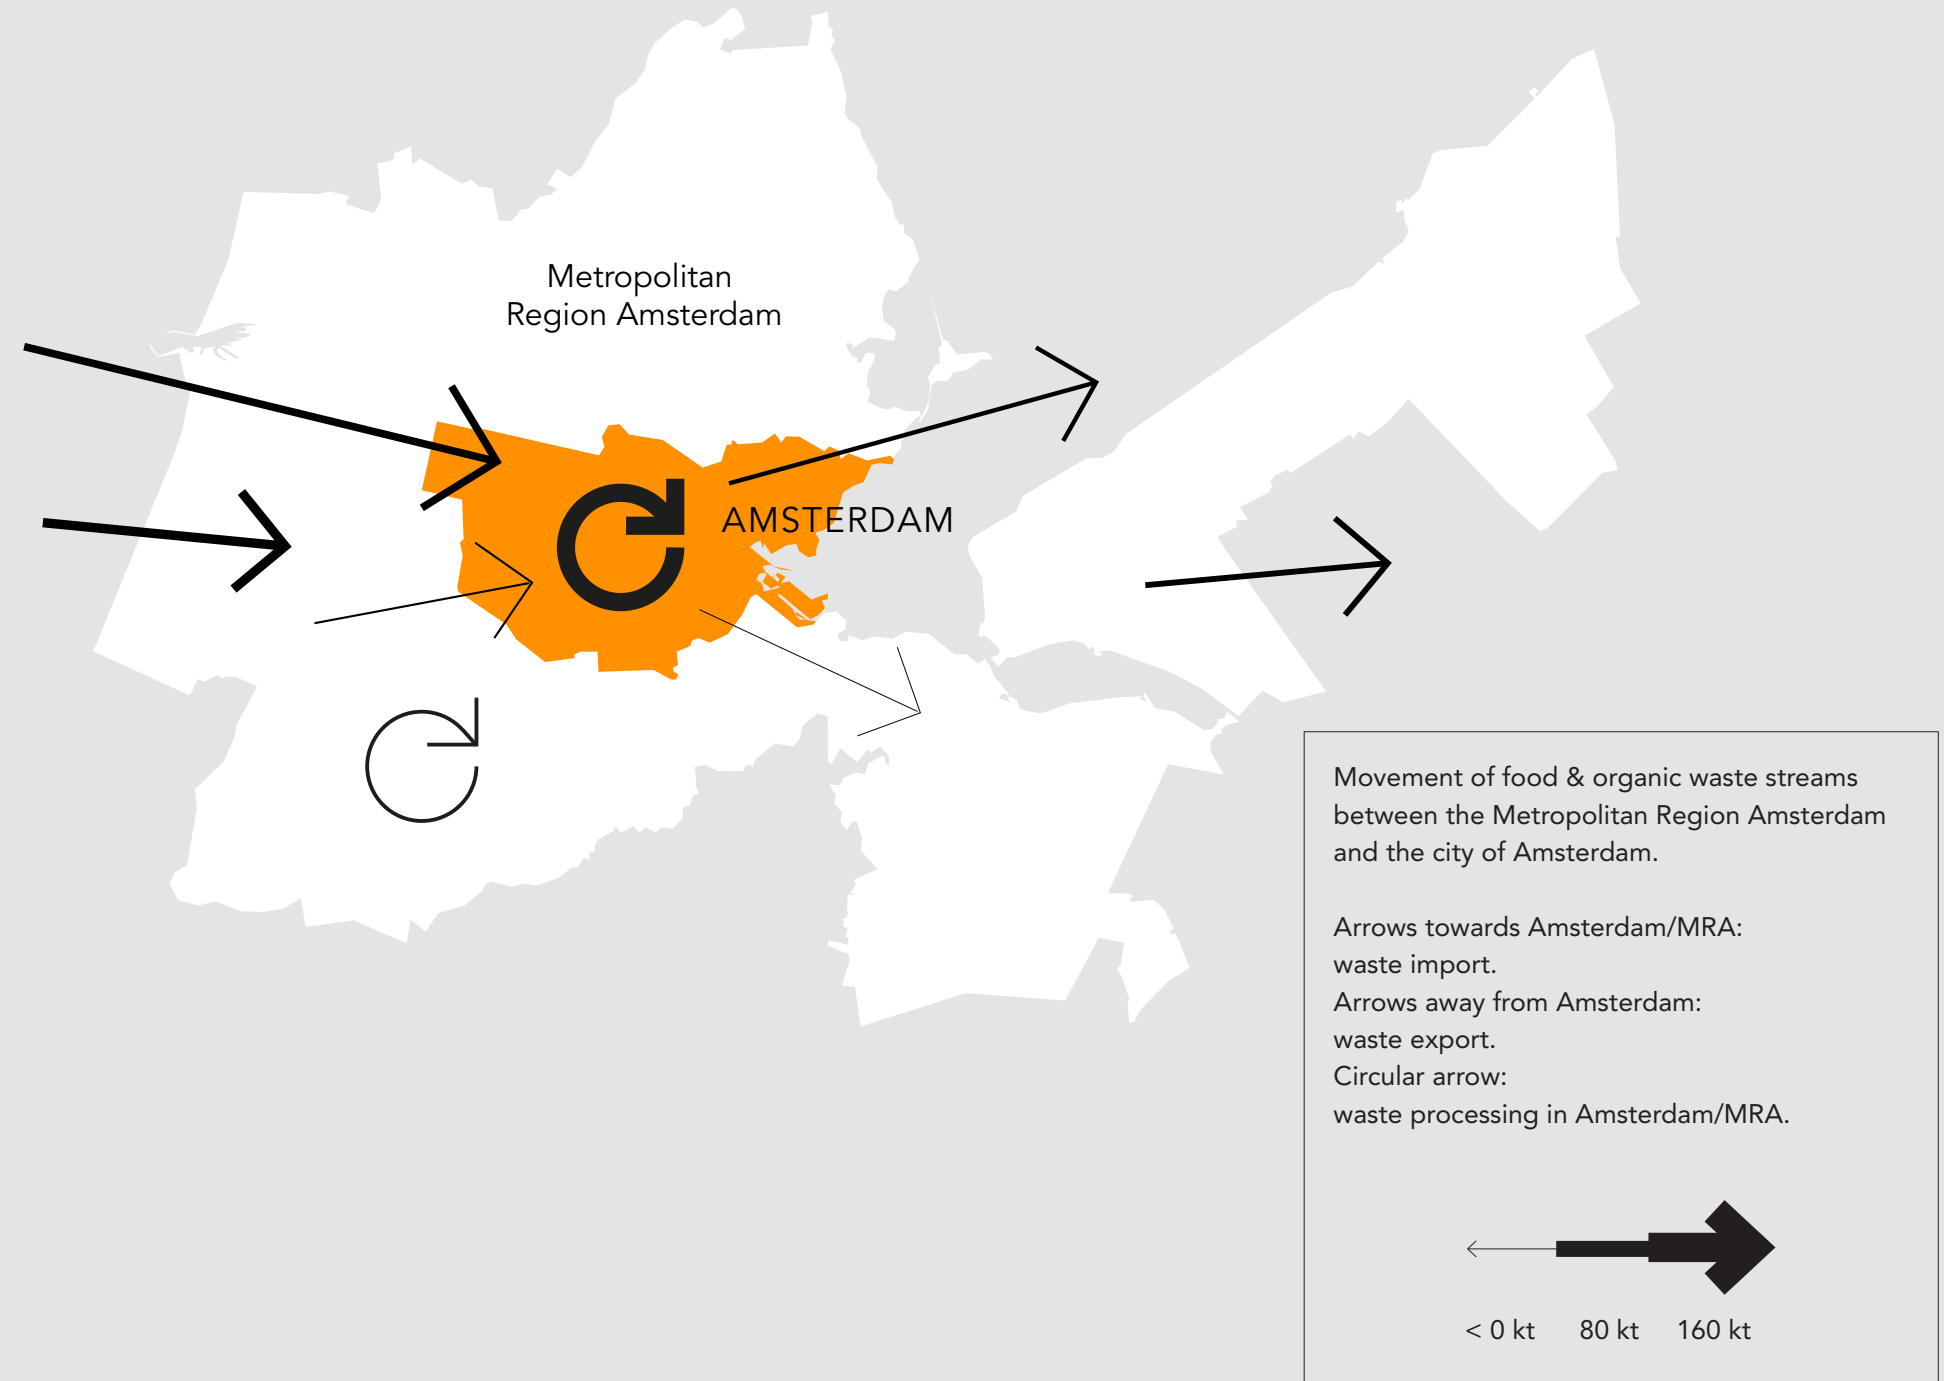 Metropolitan
Region Amsterdam
AMSTERDAM
Movement of food & organic waste streams
between the Metropolitan Region Amsterdam
and the city of Amsterdam.
Arrows towards Amsterdam/MRA:
waste import.
Arrows away from Amsterdam:
waste export.
Circular arrow:
waste processing in Amsterdam/MRA.
< 0 kt 80 kt 160 kt